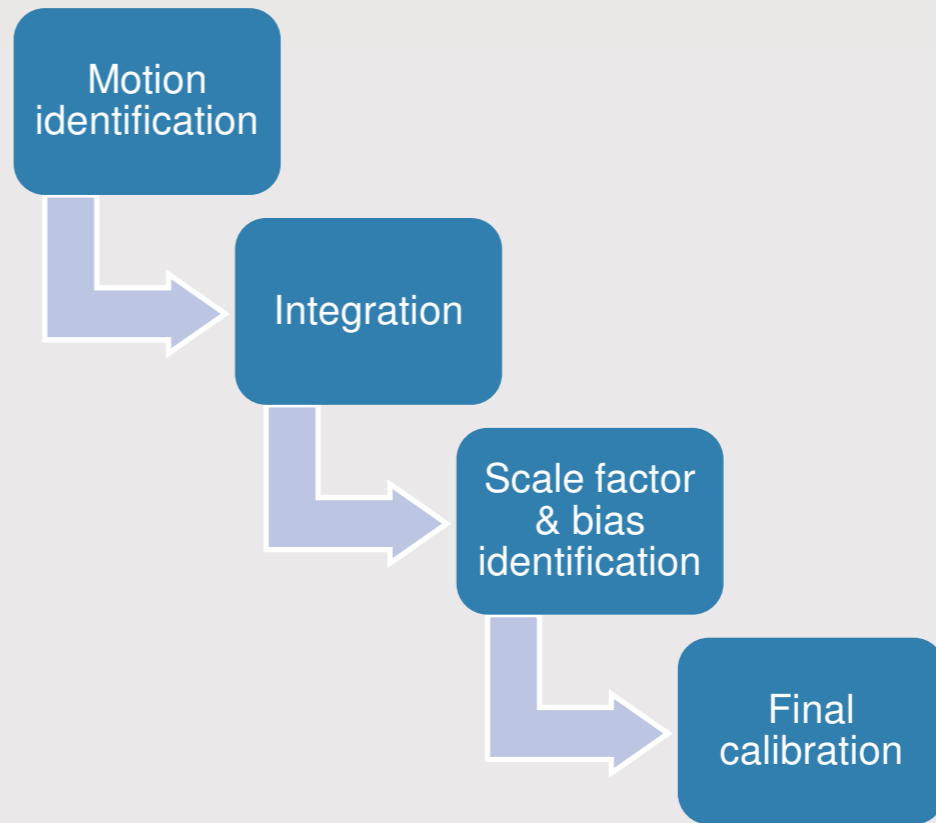 Motion
identification
Integration
Scale factor
& bias
identification
Final
calibration